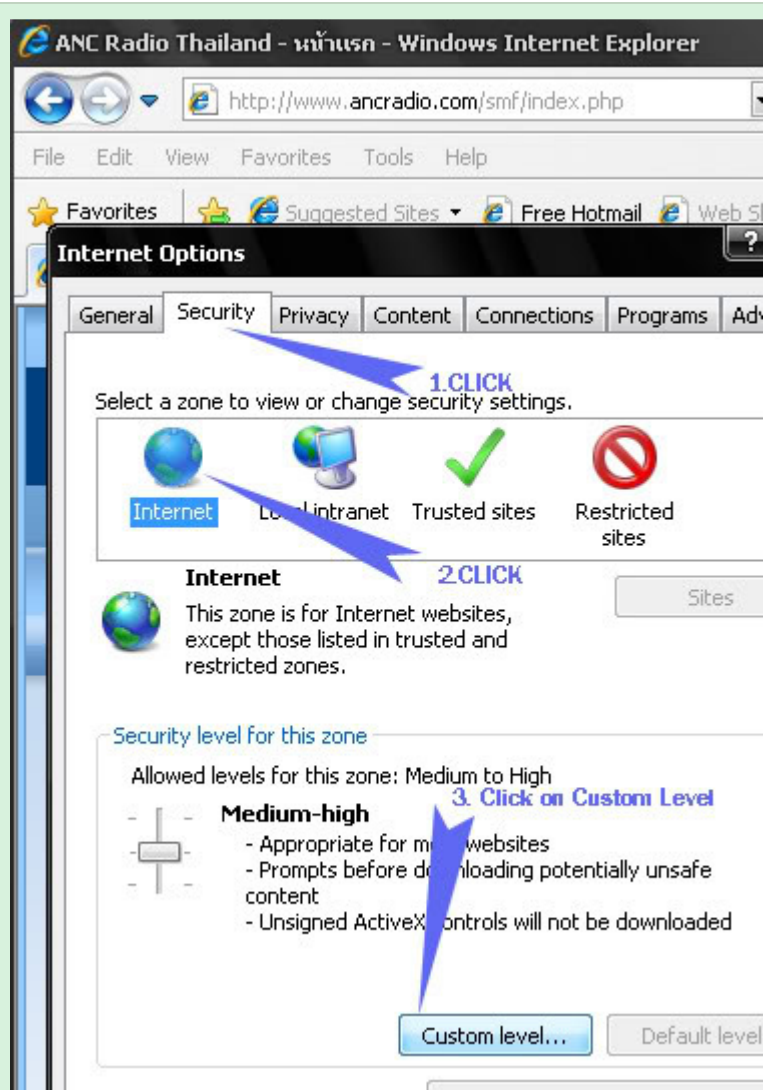 ANC Radio Thailand - หน้าแรก - Windows Internet Explorer
http://www.ancradio.com/smf/index.php
File Edit View Favorites Tools Help
Favorites Suggested Sites Free Hotmail Web
Internet Options ?
General Security Privacy Content Connections Programs
1.CLICK
Select a zone to view or change security settings.
Internet Local intranet Trusted sites Restricted
sites
Internet 2.CLICK
Sites
This zone is for Internet websites,
except those listed in trusted and
restricted zones.
Security level for this zone
Allowed levels for this zone: Medium to High
3. Click on Custom Level
Medium-high
- Appropriate for most websites
- Prompts before downloading potentially unsafe
content
- Unsigned ActiveX controls will not be downloaded
Custom level... Default level